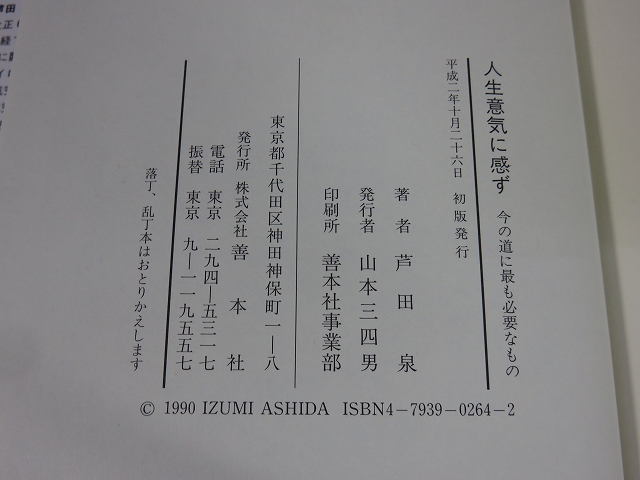 人生意気に感ず 今の道に最も必要なもの
平成二年十月二十六日 初版発行
著者 芦田泉
発行者 山本三四男
印刷所 善本社事業部
東京都千代田区神田神保町一―八
発行所 株式会社 善本社
電話 東京 二九四―五三一七
振替 東京 九―一一九五五七
落丁、乱丁本はおとりかえします
© 1990 IZUMI ASHIDA ISBN4-7939-0264-2